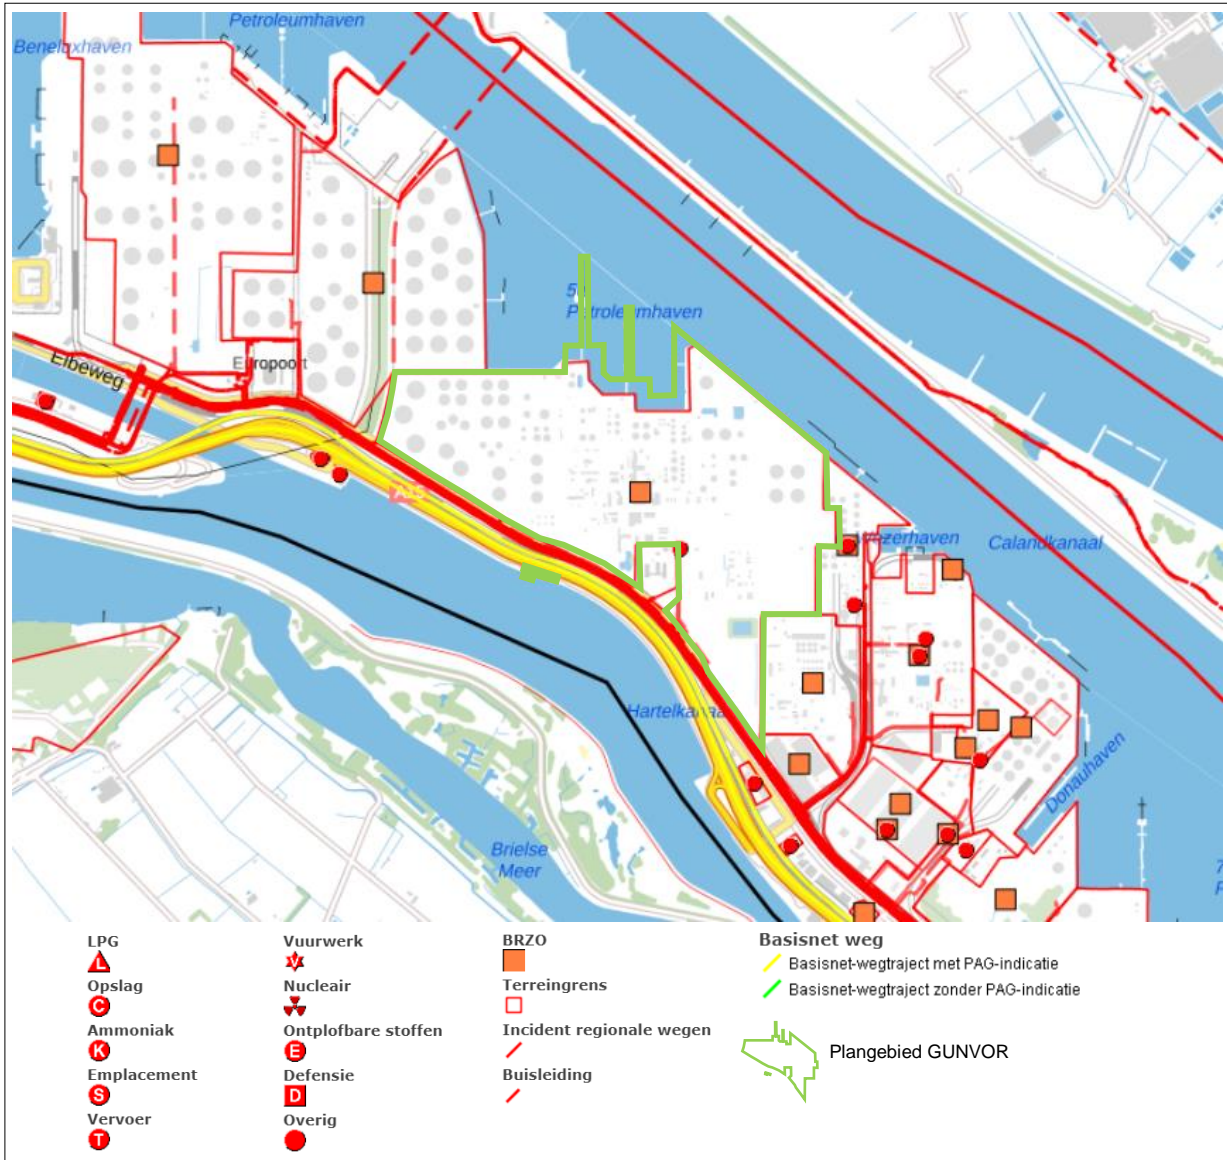 Petroleumhaven
Beneluxhaven
Petroleumhaven
Europoort
Elbeweg
A15
Wezerhaven
Calandkanaal
Hartelkanaal
Donauhaven
Brielse
Meer
LPG
L
Vuurwerk
V
BRZO
Basisnet weg
Basisnet-wegtraject met PAG-indicatie
Basisnet-wegtraject zonder PAG-indicatie
Opslag
C
Nucleair
Terreingrens
Ammoniak
K
Ontplofbare stoffen
E
Incident regionale wegen
Plangebied GUNVOR
Emplacement
S
Defensie
D
Buisleiding
Vervoer
T
Overig